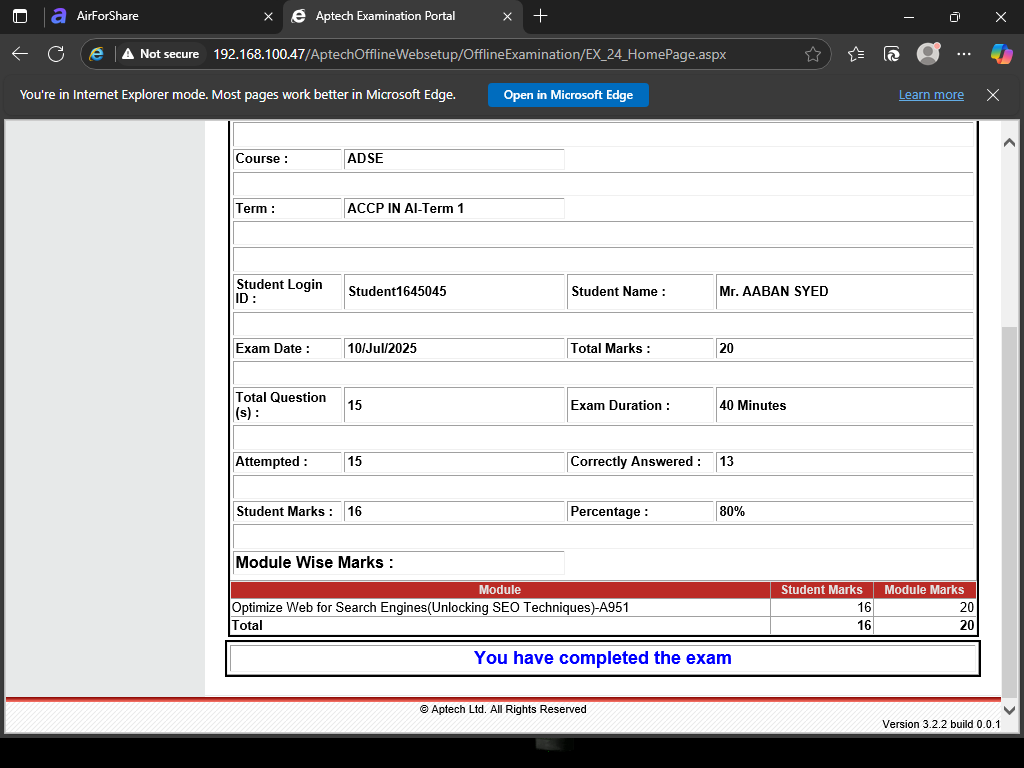 AirForShare
Aptech Examination Portal
Not secure
192.168.100.47/AptechOfflineWebsetup/OfflineExamination/EX_24_HomePage.aspx
You're in Internet Explorer mode. Most pages work better in Microsoft Edge.
Open in Microsoft Edge
Learn more
Course : ADSE
Term : ACCP IN AI-Term 1
Student Login
ID :
Student1645045
Student Name : Mr. AABAN SYED
Exam Date : 10/Jul/2025 Total Marks : 20
Total Question
(s) :
15
Exam Duration : 40 Minutes
Attempted : 15 Correctly Answered : 13
Student Marks : 16 Percentage : 80%
Module Wise Marks :
Module Student Marks Module Marks
Optimize Web for Search Engines(Unlocking SEO Techniques)-A951 16 20
Total 16 20
You have completed the exam
© Aptech Ltd. All Rights Reserved
Version 3.2.2 build 0.0.1